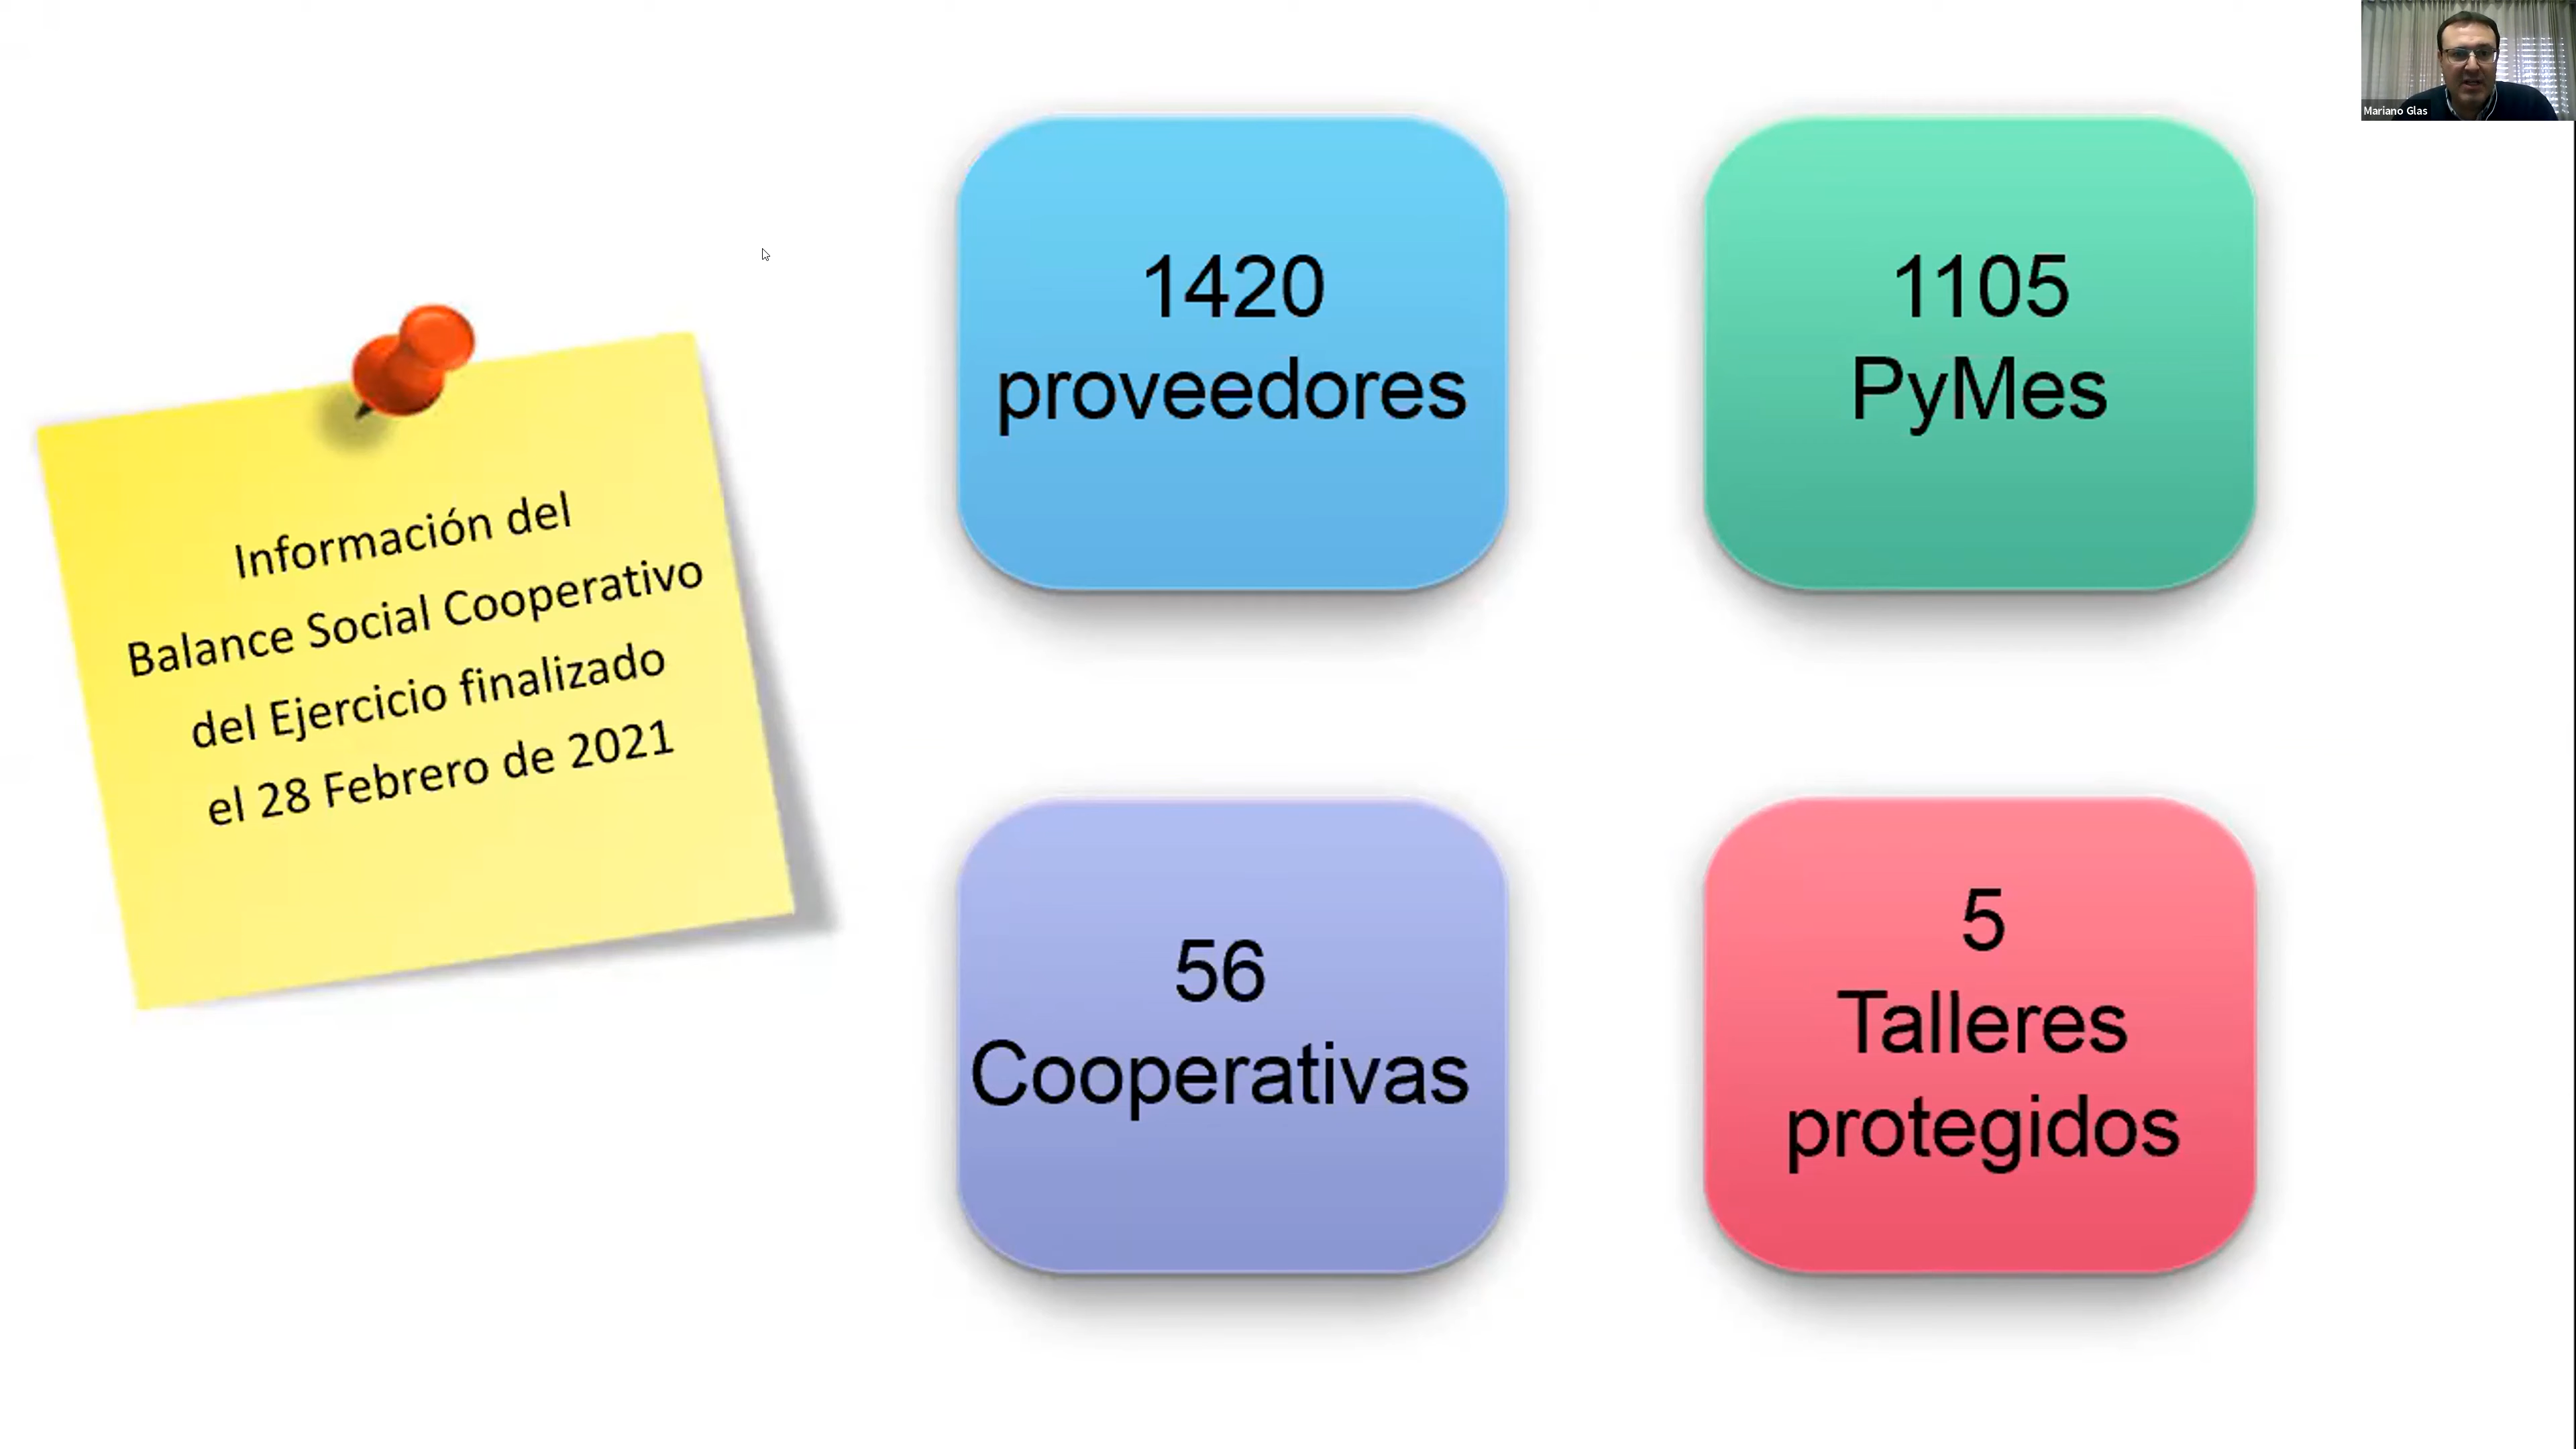 Información del
Balance Social Cooperativo
del Ejercicio finalizado
el 28 Febrero de 2021
1420
proveedores
1105
PyMes
56
Cooperativas
5
Talleres
protegidos
Mariano Glas